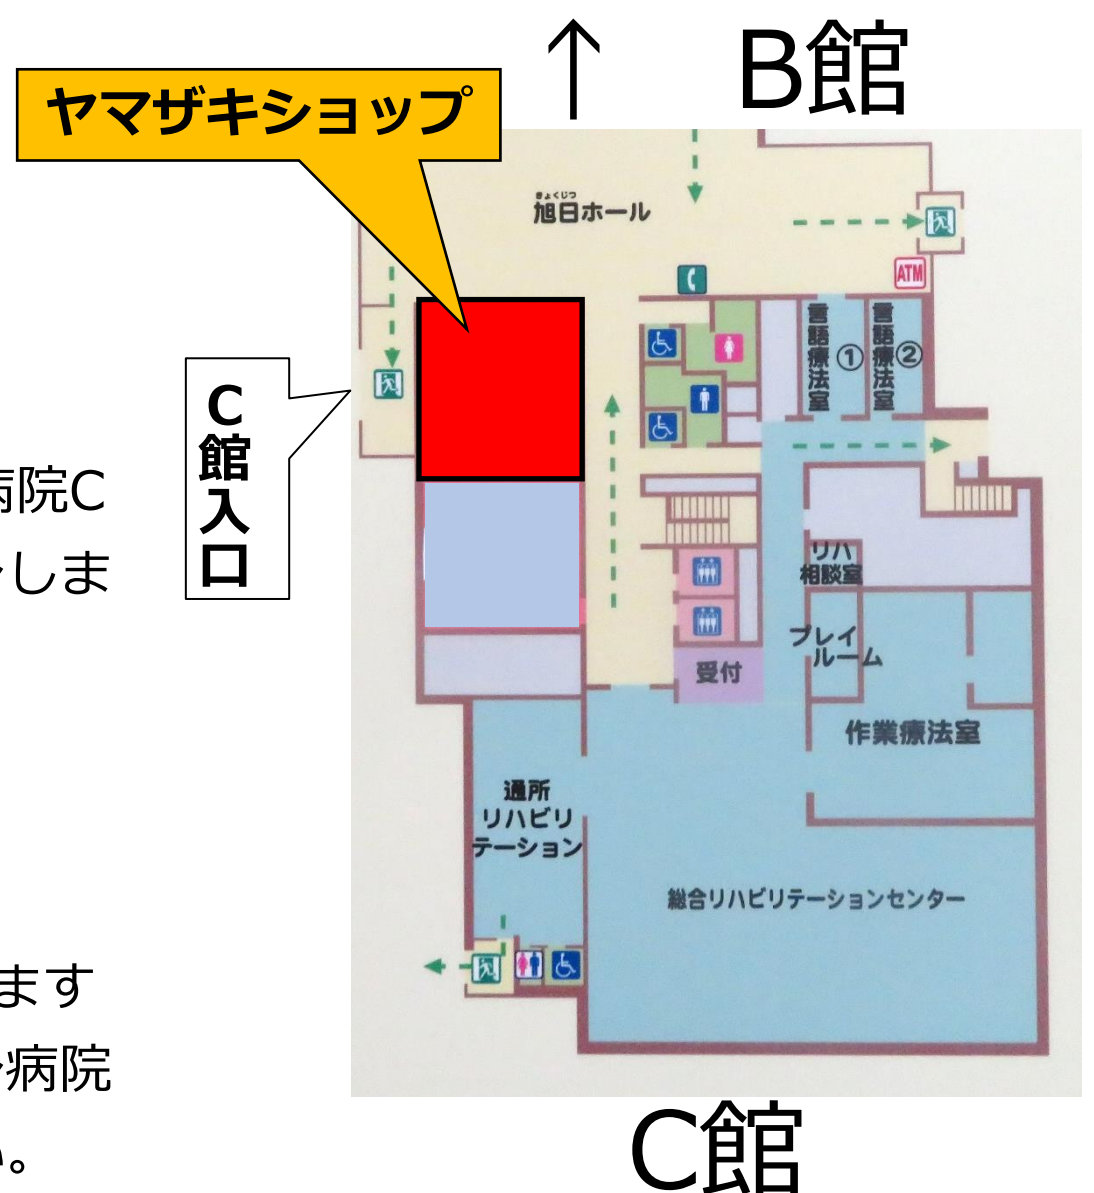 ↑ B館
ヤマザキショップ
きょくじつ
旭日ホール
ATM
言語療法室 ①
言語療法室 ②
C館入口
病院C
しま
リハ
相談室
プレイ
ルーム
受付
作業療法室
通所
リハビリ
テーション
総合リハビリテーションセンター
ます
病院
い。
C館